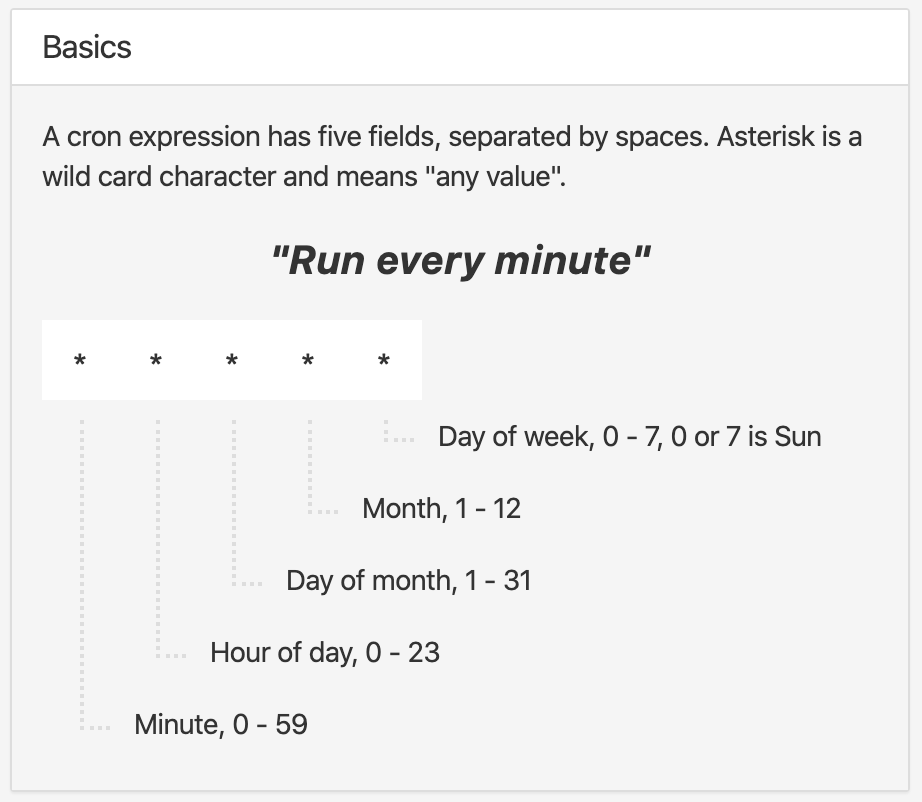 Basics
A cron expression has five fields, separated by spaces. Asterisk is a
wild card character and means "any value".
"Run every minute"
* * * * *
Day of week, 0 - 7, 0 or 7 is Sun
Month, 1 - 12
Day of month, 1 - 31
Hour of day, 0 - 23
Minute, 0 - 59